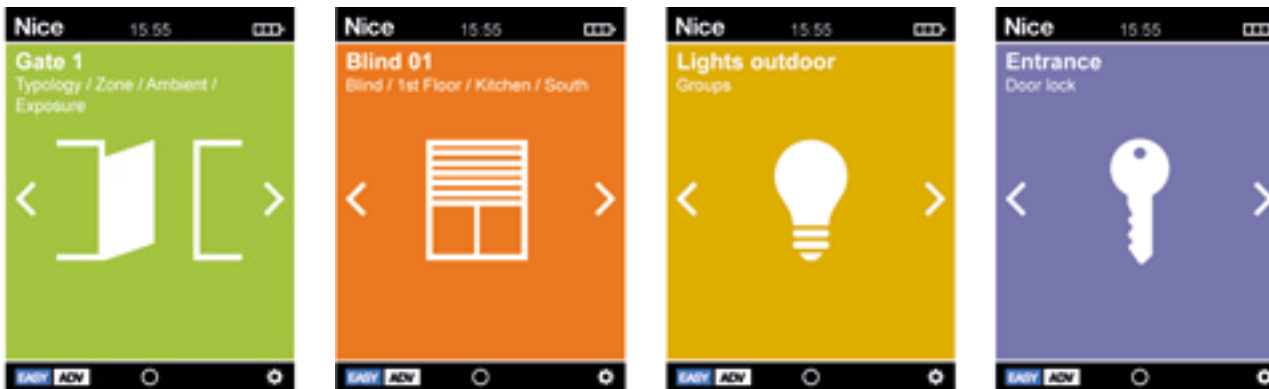 Nice 15:55
Gate 1
Typology / Zone / Ambient /
Exposure
EASY ADV
Nice 15:55
Blind 01
Blind / 1st Floor / Kitchen / South
EASY ADV
Nice 15:55
Lights outdoor
Groups
EASY ADV
Nice 15:55
Entrance
Door lock
EASY ADV